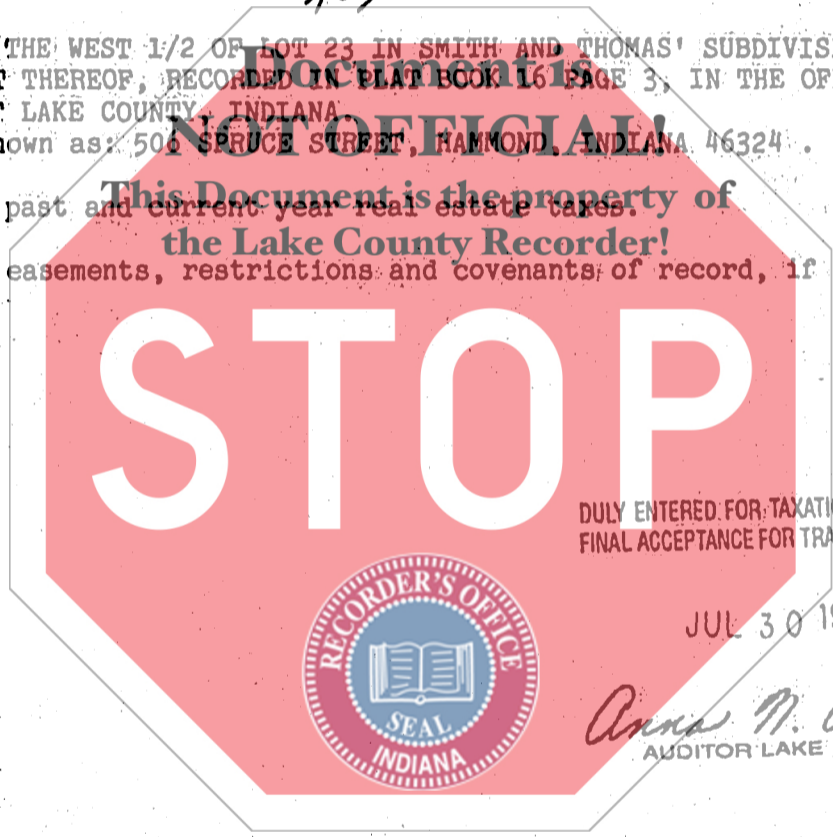 THE WEST 1/2 OF LOT 23 IN SMITH AND THOMAS' SUBDIVIS
Document is
THEREOF, RECORDED IN PLAT BOOK 16 PAGE 3, IN THE OF
LAKE COUNTY, INDIANA.
NOT OFFICIAL!
own as: 506 SPRUCE STREET, HAMMOND, INDIANA 46324 .
This Document is the property of
past and current year real estate taxes.
the Lake County Recorder!
easements, restrictions and covenants of record, if
STOP
DULY ENTERED FOR TAXATI
FINAL ACCEPTANCE FOR TRA
RECORDER'S OFFICE
JUL 30 19
SEAL
INDIANA
Anna N.
AUDITOR LAKE